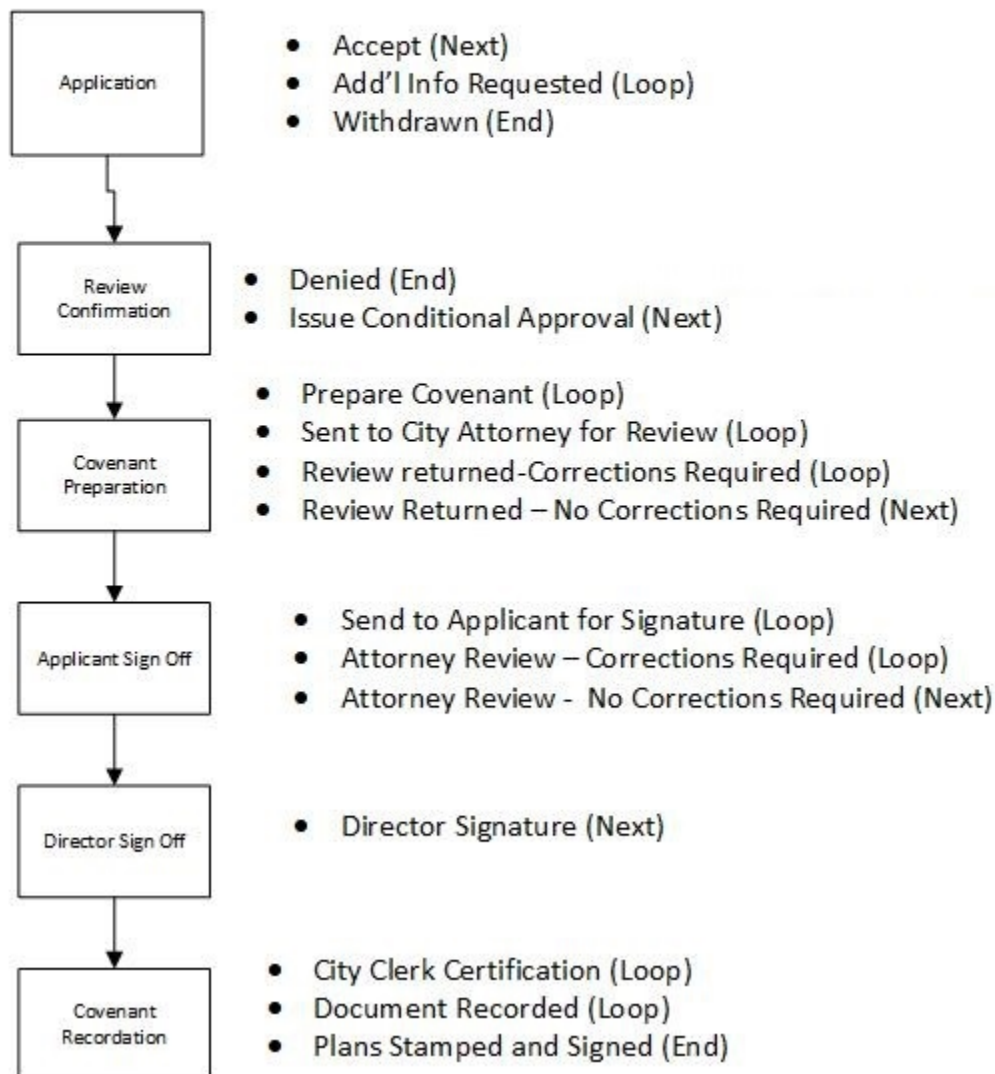 Application
• Accept (Next)
• Add’l Info Requested (Loop)
• Withdrawn (End)
Review
Confirmation
• Denied (End)
• Issue Conditional Approval (Next)
Covenant
Preparation
• Prepare Covenant (Loop)
• Sent to City Attorney for Review (Loop)
• Review returned-Corrections Required (Loop)
• Review Returned – No Corrections Required (Next)
Applicant Sign Off
• Send to Applicant for Signature (Loop)
• Attorney Review – Corrections Required (Loop)
• Attorney Review - No Corrections Required (Next)
Director Sign Off
• Director Signature (Next)
Covenant
Recordation
• City Clerk Certification (Loop)
• Document Recorded (Loop)
• Plans Stamped and Signed (End)